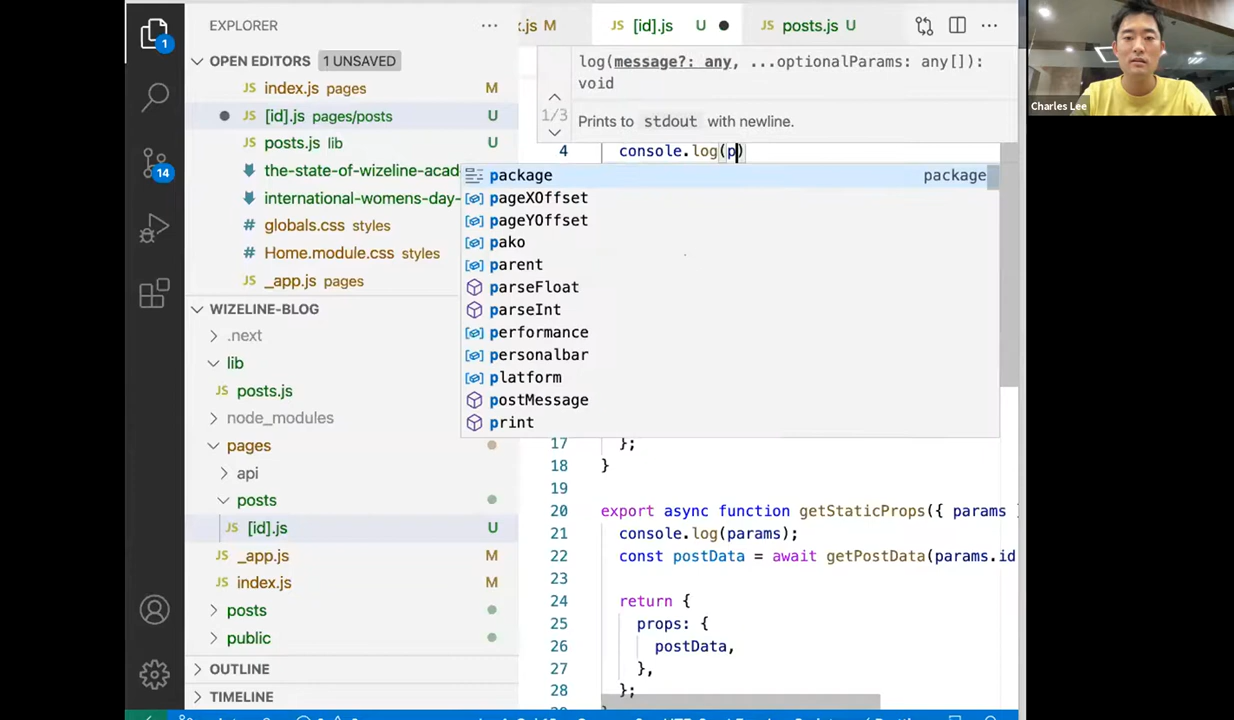 EXPLORER
OPEN EDITORS 1 UNSAVED
index.js pages M
[id].js pages/posts U
posts.js lib U
the-state-of-wizeline-acad
international-womens-day-
globals.css styles
Home.module.css styles
_app.js pages
WIZELINE-BLOG
.next
lib
JS posts.js
node_modules
pages
api
posts
JS [id].js U
JS _app.js M
JS index.js M
posts
public
OUTLINE
TIMELINE
1
14
x.js M
JS [id].js U
JS posts.js U
log(message?: any, ...optionalParams: any[]):
void
1/3
Prints to stdout with newline.
4 console.log(p)
package package
pageXOffset
pageYOffset
pako
parent
parseFloat
parseInt
performance
personalbar
platform
postMessage
print
17 };
18 }
19
20 export async function getStaticProps({ params
21 console.log(params);
22 const postData = await getPostData(params.id
23
24 return {
25 props: {
26 postData,
27 },
28 };
Charles Lee